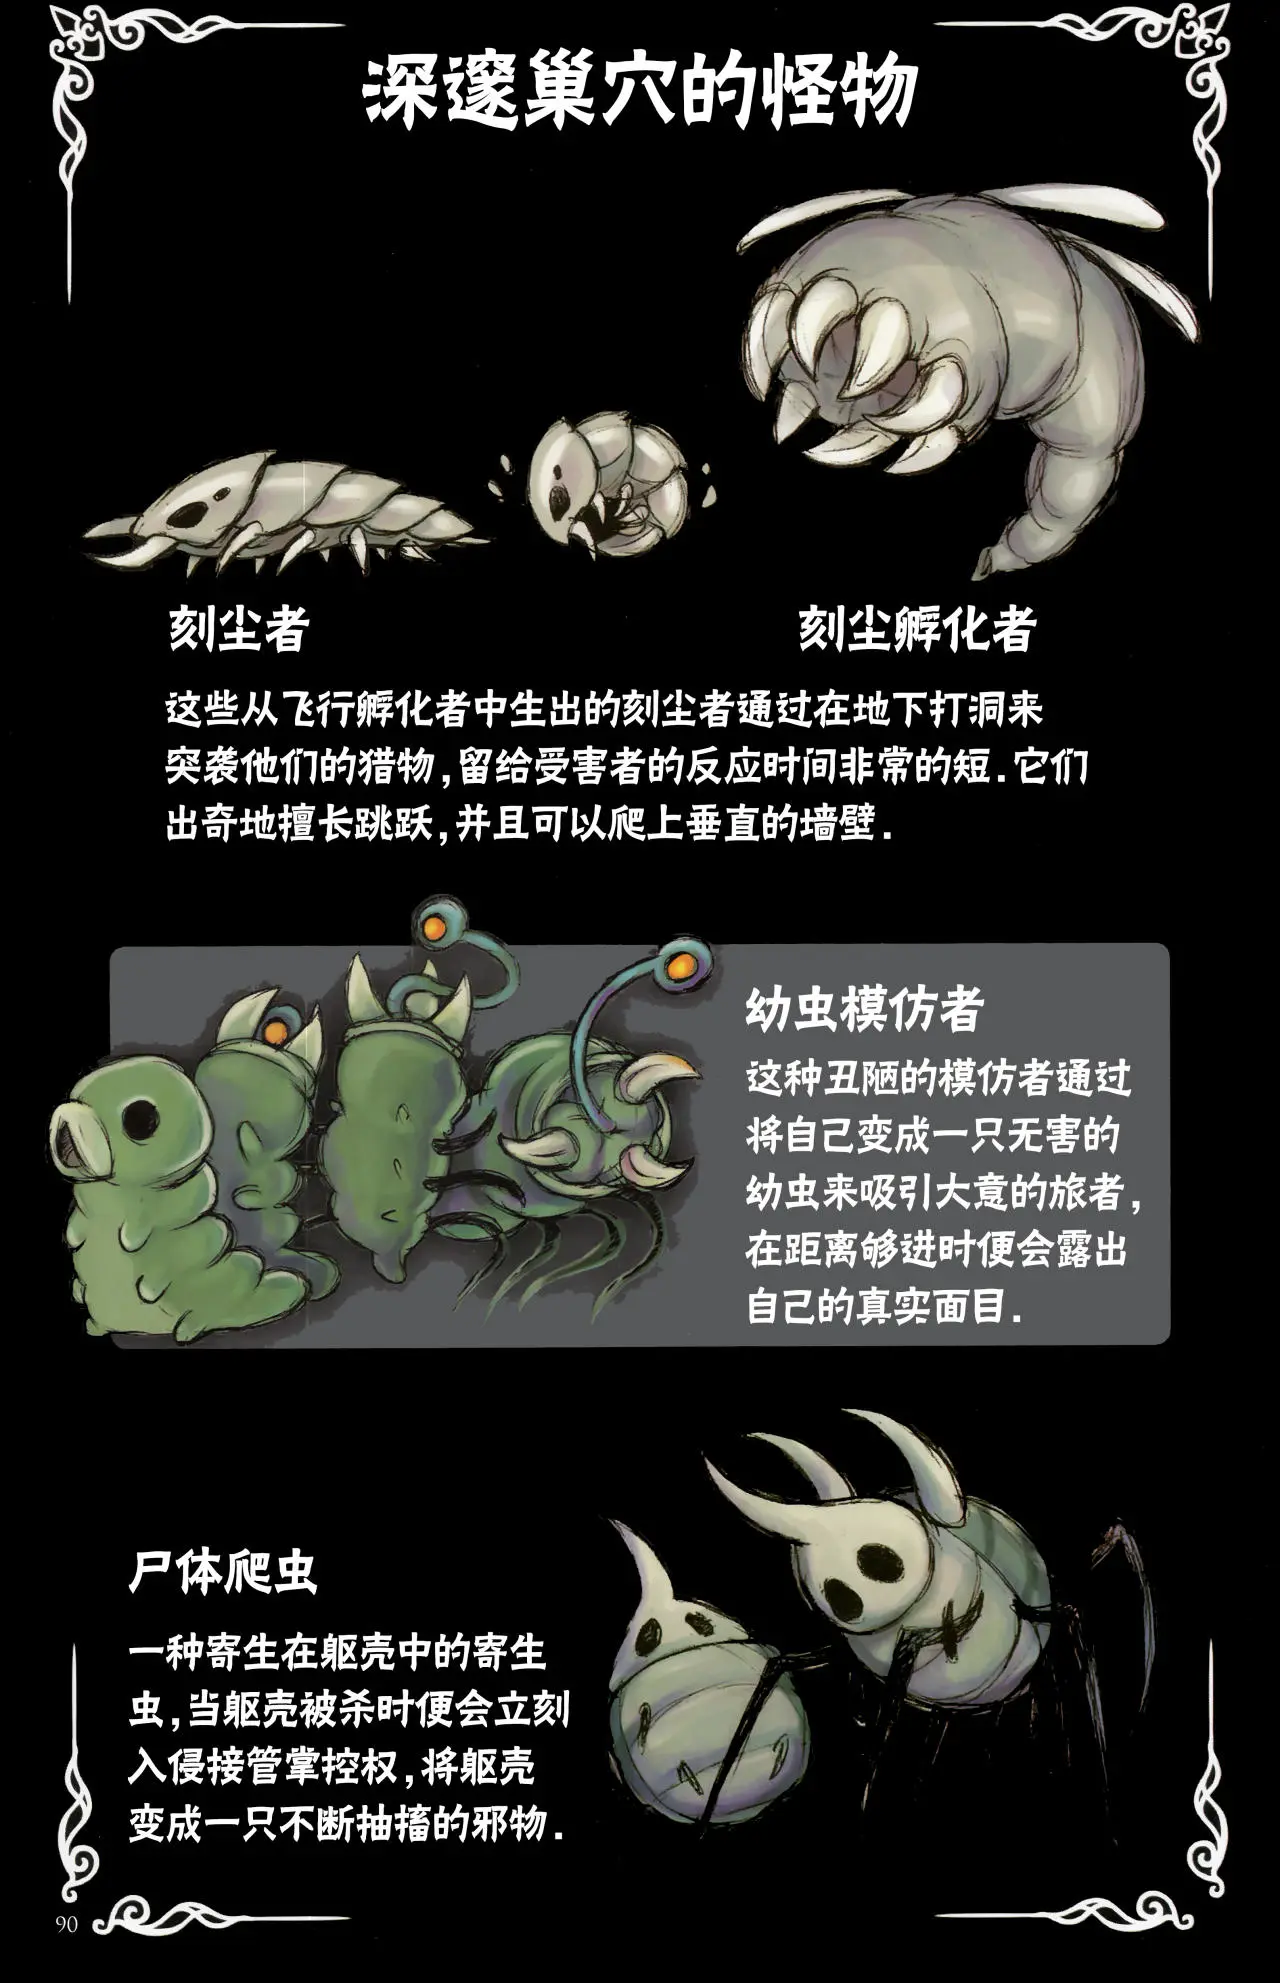 深邃巢穴的怪物
刻尘者
刻尘孵化者
这些从飞行孵化者中生出的刻尘者通过在地下打洞来
突袭他们的猎物,留给受害者的反应时间非常的短.它们
出奇地擅长跳跃,并且可以爬上垂直的墙壁.
幼虫模仿者
这种丑陋的模仿者通过
将自己变成一只无害的
幼虫来吸引大意的旅者,
在距离够进时便会露出
自己的真实面目.
尸体爬虫
一种寄生在躯壳中的寄生
虫,当躯壳被杀时便会立刻
入侵接管掌控权,将躯壳
变成一只不断抽搐的邪物.
90